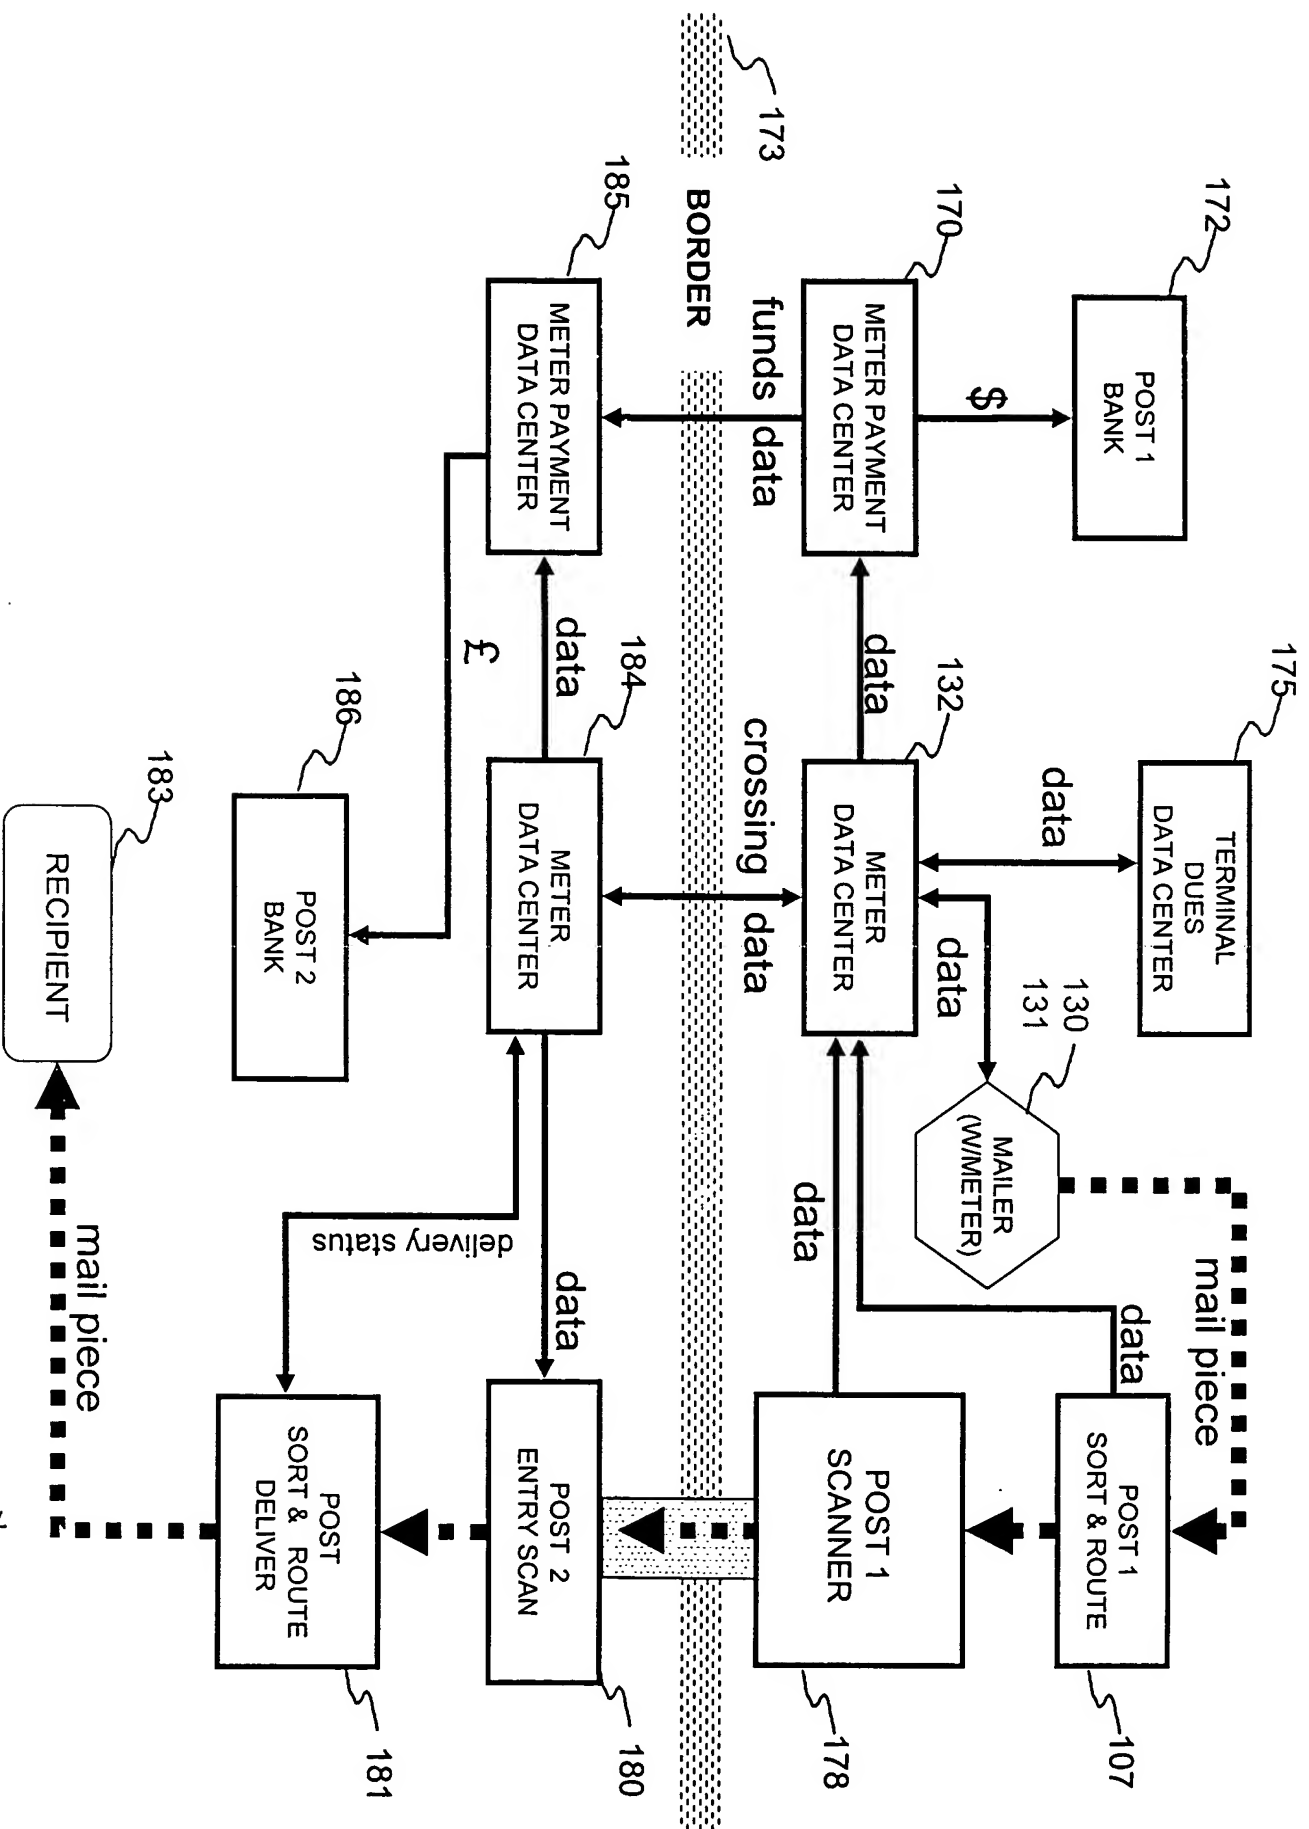 172
POST 1
BANK
175
TERMINAL
DUES
DATA CENTER
107
POST 1
SORT & ROUTE
mail piece
$
data
data
130
131
MAILER
(W/METER)
data
170
METER PAYMENT
DATA CENTER
data
132
METER
DATA CENTER
data
178
POST 1
SCANNER
173
BORDER
funds data
crossing data
185
METER PAYMENT
DATA CENTER
data
184
METER
DATA CENTER
data
180
POST 2
ENTRY SCAN
£
delivery status
186
POST 2
BANK
181
POST
SORT & ROUTE
DELIVER
183
RECIPIENT
mail piece